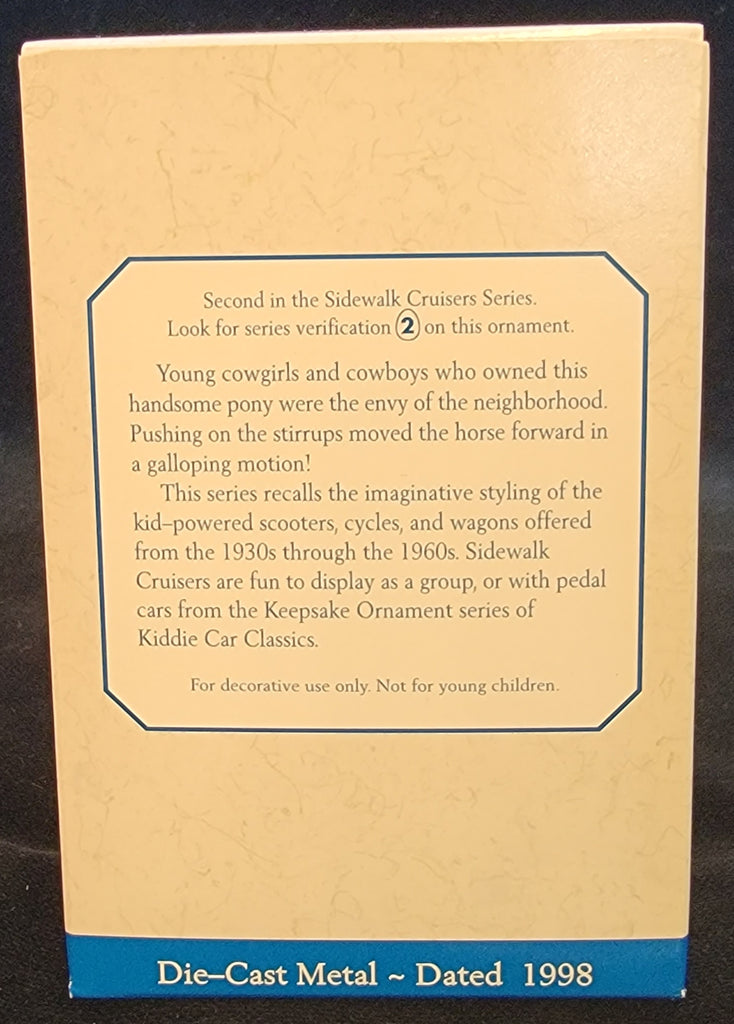 Second in the Sidewalk Cruisers Series.
Look for series verification 2 on this ornament.
Young cowgirls and cowboys who owned this
handsome pony were the envy of the neighborhood.
Pushing on the stirrups moved the horse forward in
a galloping motion!
This series recalls the imaginative styling of the
kid–powered scooters, cycles, and wagons offered
from the 1930s through the 1960s. Sidewalk
Cruisers are fun to display as a group, or with pedal
cars from the Keepsake Ornament series of
Kiddie Car Classics.
For decorative use only. Not for young children.
Die–Cast Metal ~ Dated 1998